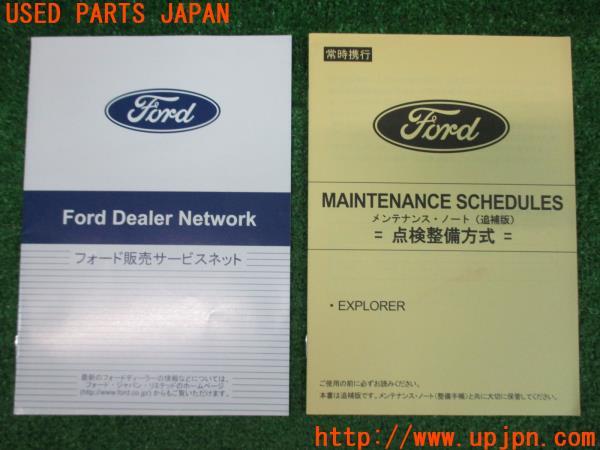 USED PARTS JAPAN
Ford
Ford Dealer Network
フォード販売サービスネット
最新のフォードディーラーの情報などについては、
フォード・ジャパン・リミテッドのホームページ
(http://www.ford.co.jp/) からもご覧いただけます。
常時携行
Ford
MAINTENANCE SCHEDULES
メンテナンス・ノート（追補版）
= 点検整備方式 =
・EXPLORER
ご使用の前に必ずお読みください。
本書は追補版です。メンテナンス・ノート（整備手帳）と共に大切に保管してください。
http://www.upjpn.com/